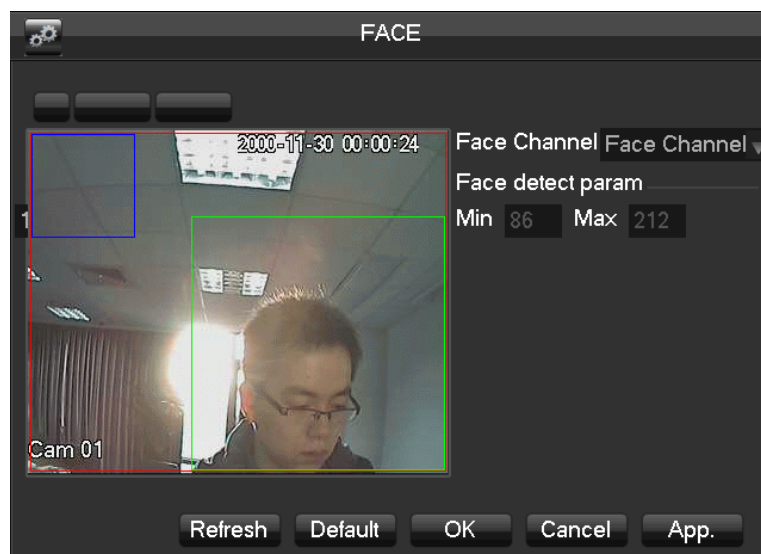 FACE
2000-11-30 00:00:24
Face Channel Face Channel
Face detect param
1
Min 86 Max 212
Cam 01
Refresh Default OK Cancel App.